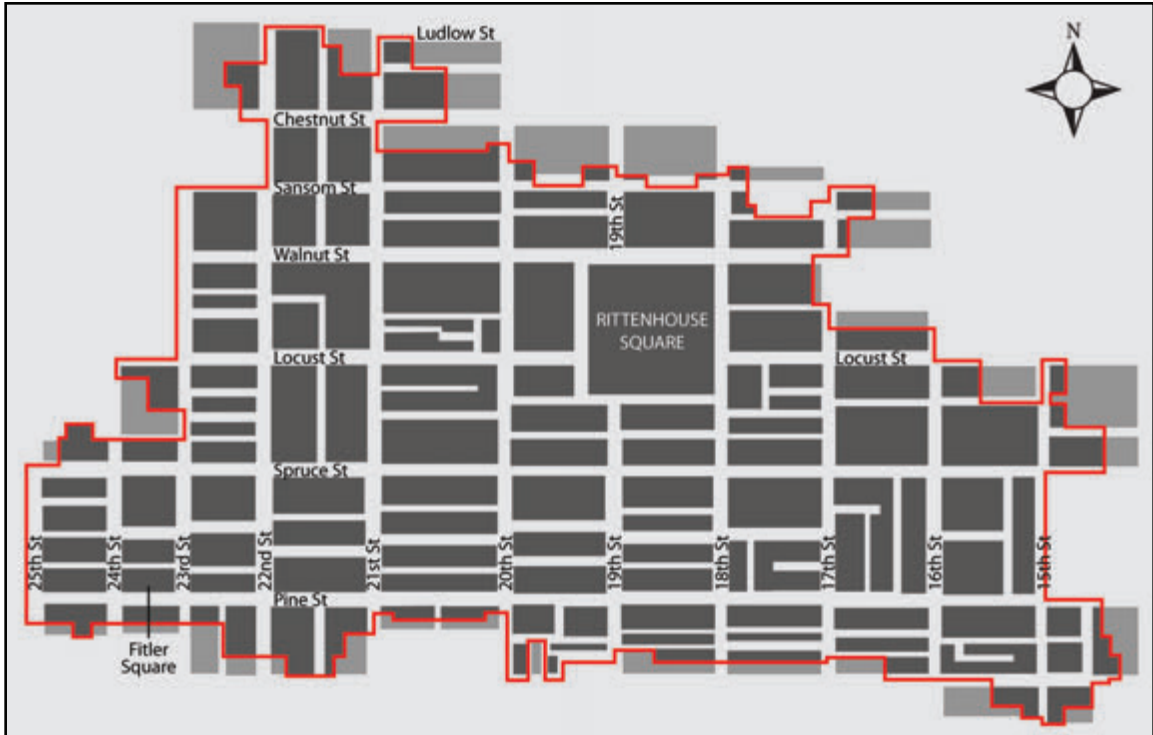 Ludlow St
N
Chestnut St
Sansom St
19th St
Walnut St
RITTENHOUSE
SQUARE
Locust St
Locust St
Spruce St
25th St
24th St
23rd St
22nd St
21st St
20th St
19th St
18th St
17th St
16th St
15th St
Pine St
Fitler
Square